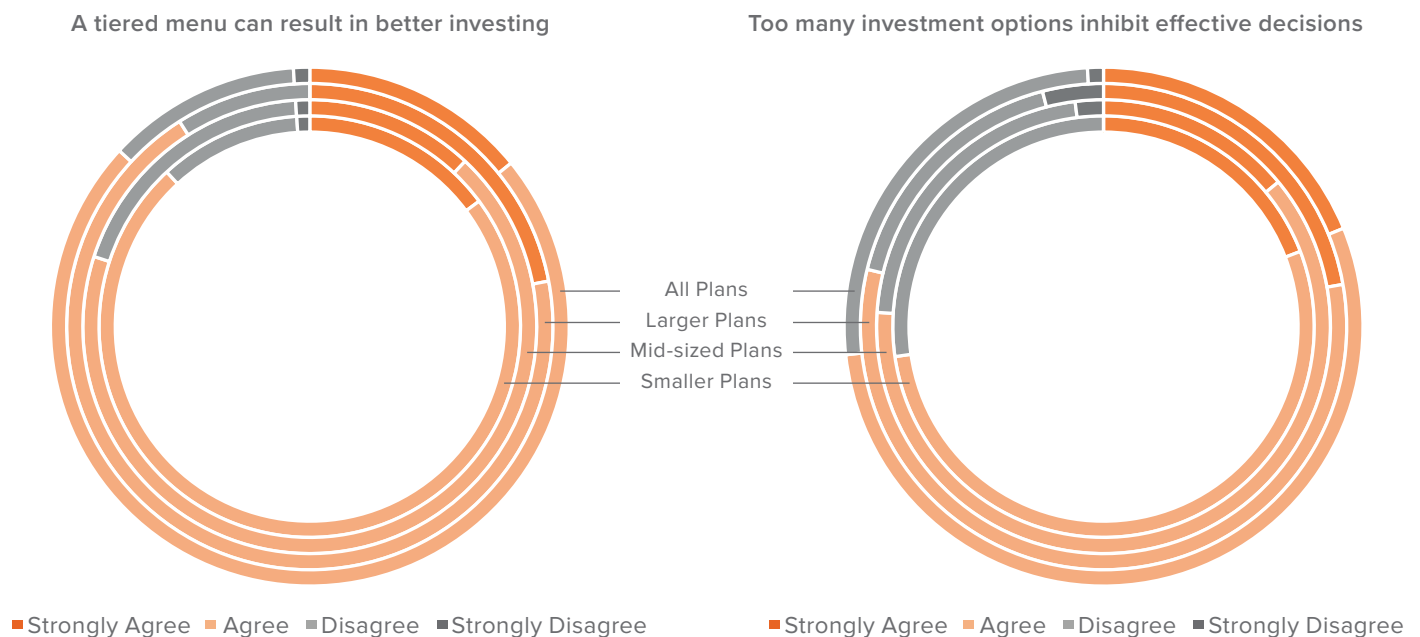 A tiered menu can result in better investing
Too many investment options inhibit effective decisions
All Plans
Larger Plans
Mid-sized Plans
Smaller Plans
Strongly Agree Agree Disagree Strongly Disagree
Strongly Agree Agree Disagree Strongly Disagree